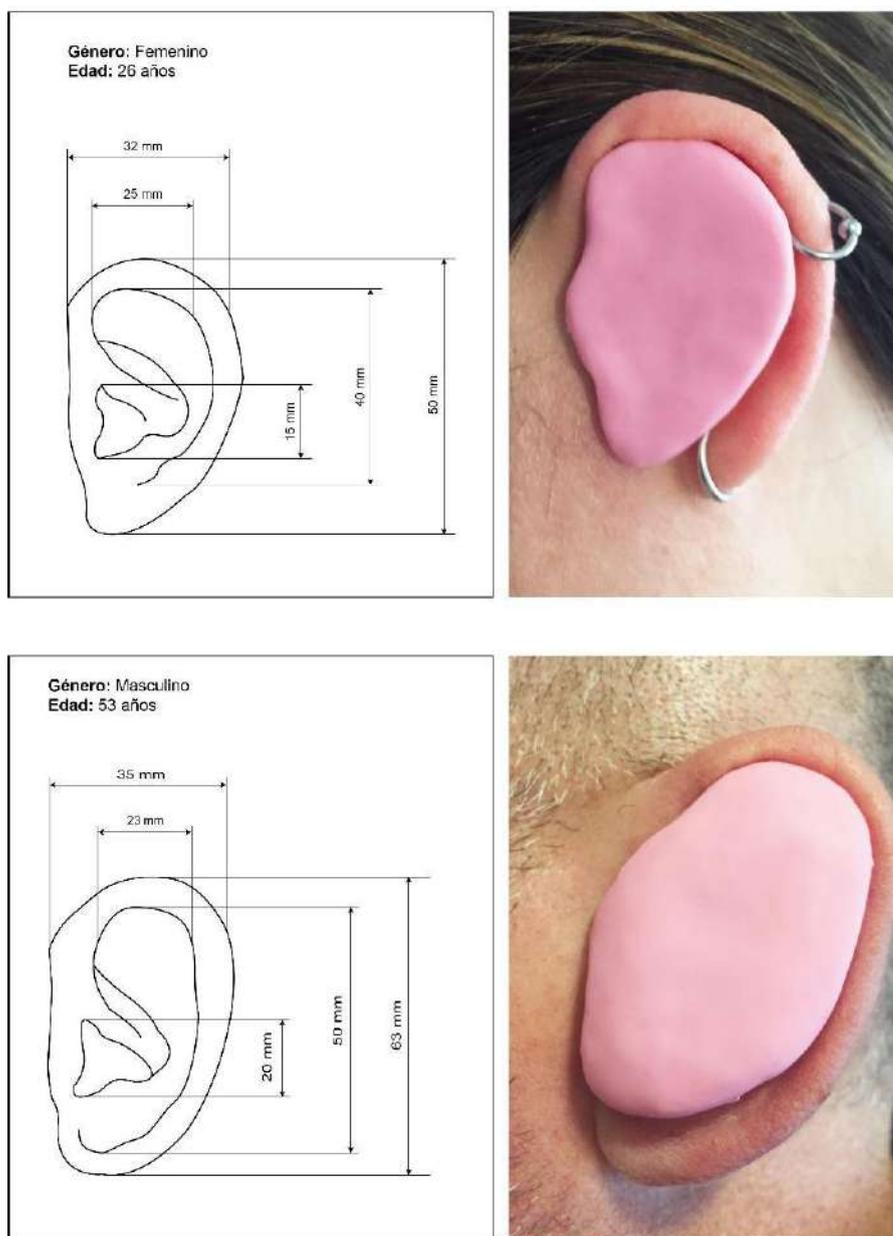 Género: Femenino
Edad: 26 años
32 mm
25 mm
15 mm
40 mm
50 mm
Género: Masculino
Edad: 53 años
35 mm
23 mm
20 mm
50 mm
63 mm